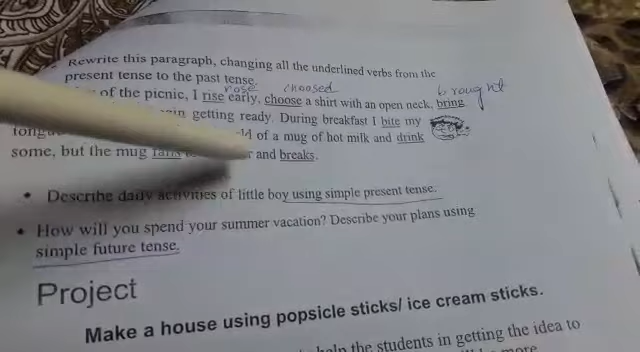 Rewrite this paragraph, changing all the underlined verbs from the
present tense to the past tense.
rose choosed brought
of the picnic, I rise early, choose a shirt with an open neck, bring
getting ready. During breakfast I bite my
of a mug of hot milk and drink
some, but the mug falls and breaks.
• Describe daily activities of little boy using simple present tense.
• How will you spend your summer vacation? Describe your plans using
simple future tense.
Project
Make a house using popsicle sticks/ ice cream sticks.
help the students in getting the idea to
more